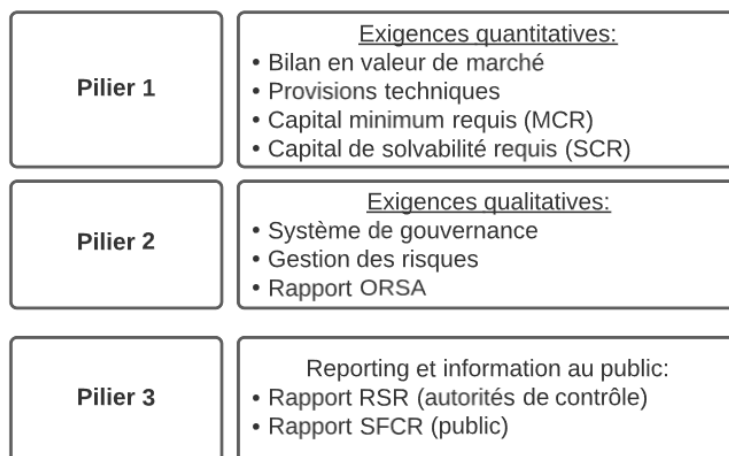 Pilier 1
Exigences quantitatives:
• Bilan en valeur de marché
• Provisions techniques
• Capital minimum requis (MCR)
• Capital de solvabilité requis (SCR)
Pilier 2
Exigences qualitatives:
• Système de gouvernance
• Gestion des risques
• Rapport ORSA
Pilier 3
Reporting et information au public:
• Rapport RSR (autorités de contrôle)
• Rapport SFCR (public)